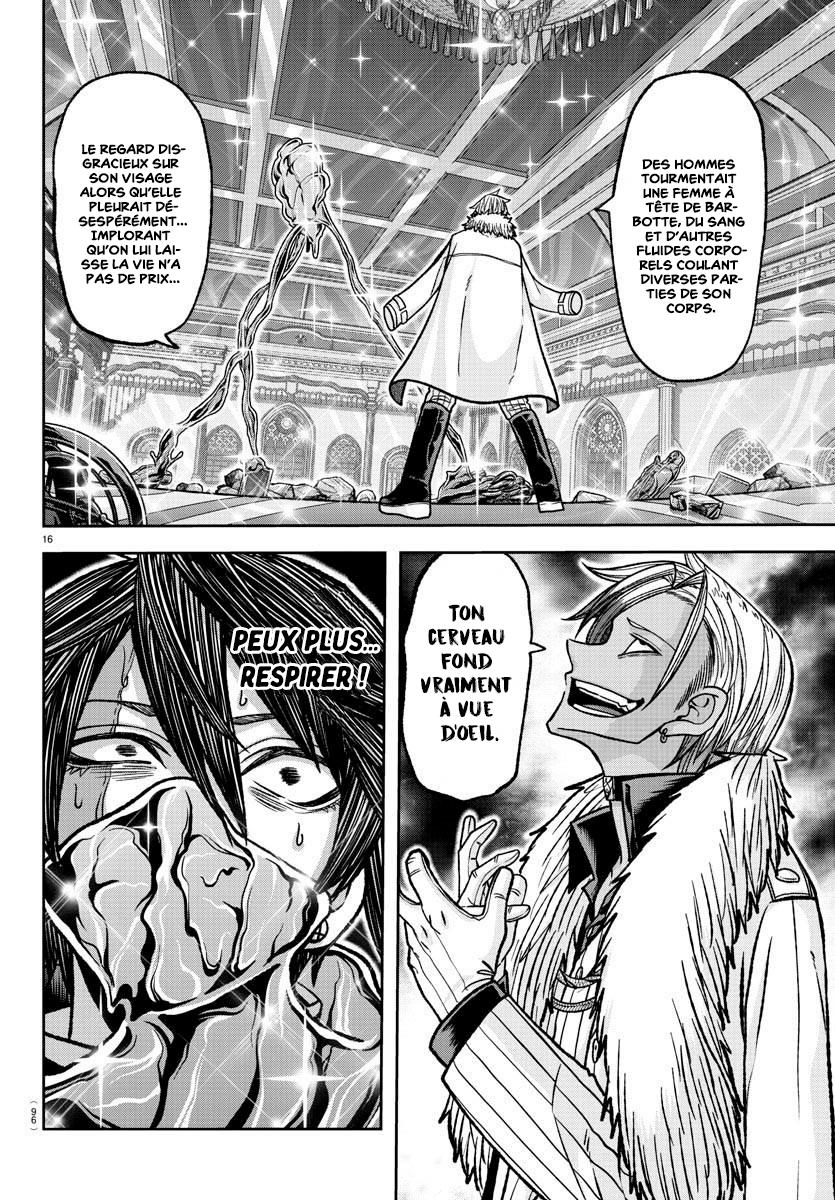 DES HOMMES
TOURMENTAIT
UNE FEMME À
TÊTE DE BAR-
BOTTE, DU SANG
ET D'AUTRES
FLUIDES CORPO-
RELS COULANT
DIVERSES PAR-
TIES DE SON
CORPS.
LE REGARD DIS-
GRACIEUX SUR
SON VISAGE
ALORS QU'ELLE
PLEURAIT DÉ-
SESPÉRÉMENT...
IMPLORANT
QU'ON LUI LAIS-
SE LA VIE N'A
PAS DE PRIX...
16
TON
CERVEAU
FOND
VRAIMENT
À VUE
D'OEIL.
PEUX PLUS...
RESPIRER !
(96)